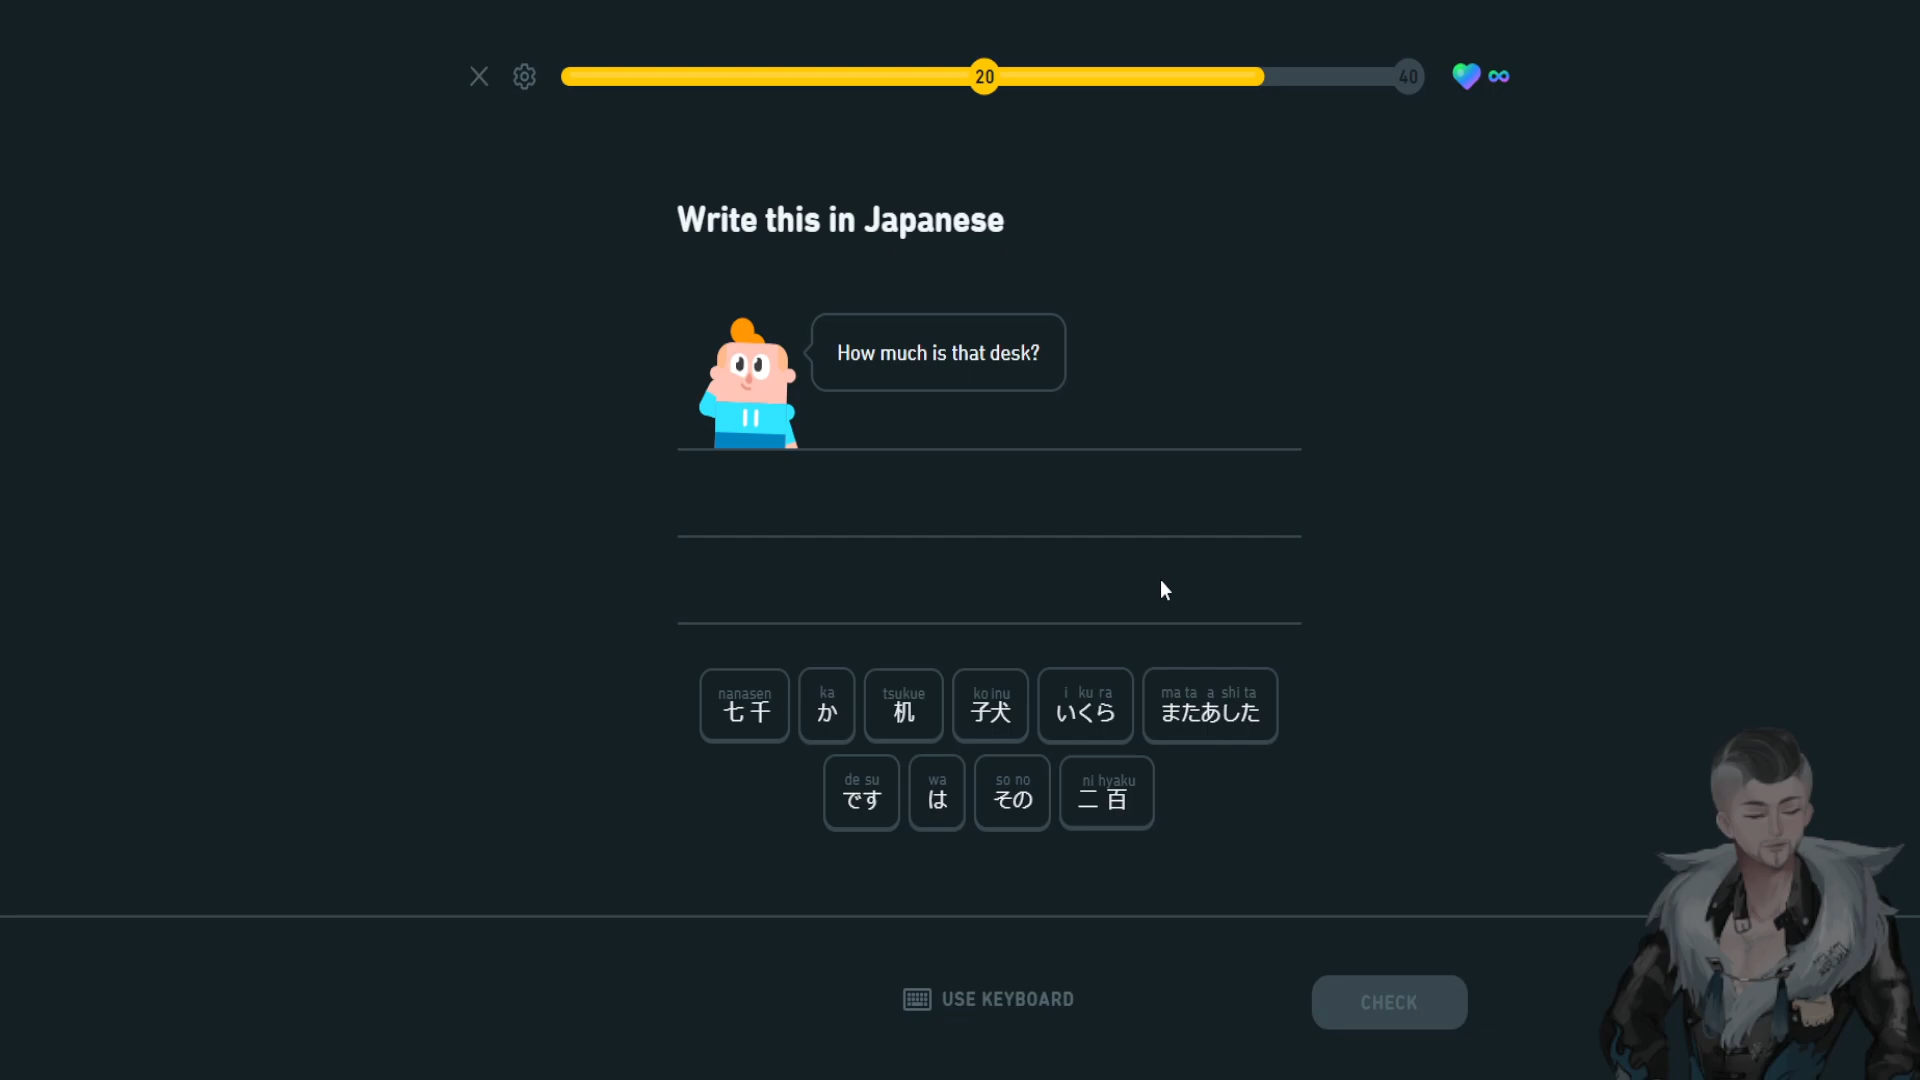 20
40
Write this in Japanese
How much is that desk?
nanasen ka tsukue ko inu i ku ra ma ta a shi ta
七千 か 机 子犬 いくら またあした
de su wa so no ni hyaku
です は その 二百
USE KEYBOARD
CHECK